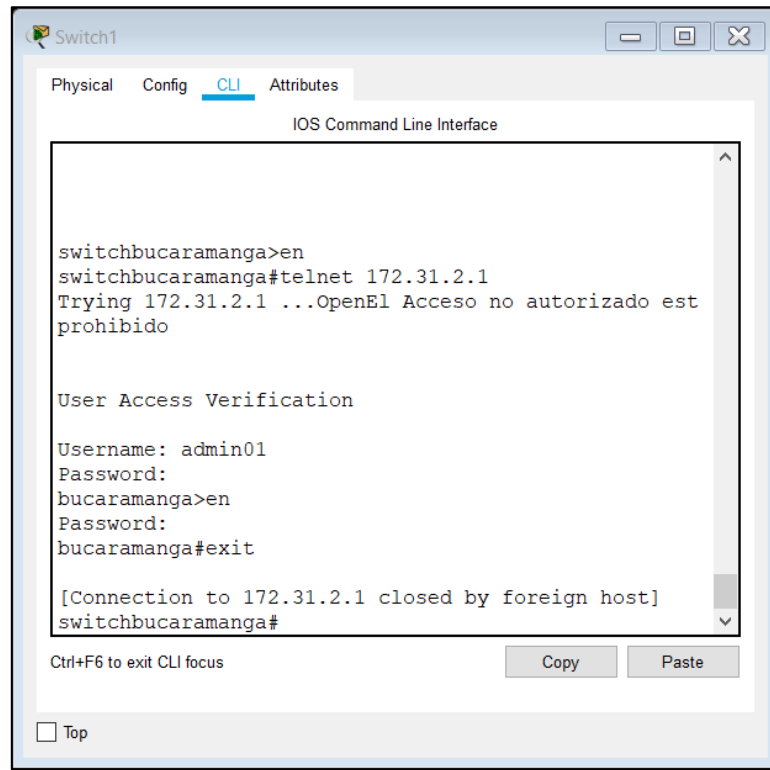 Switch1
Physical Config CLI Attributes
IOS Command Line Interface
switchbucaramanga>en
switchbucaramanga#telnet 172.31.2.1
Trying 172.31.2.1 ...OpenEl Acceso no autorizado est
prohibido
User Access Verification
Username: admin01
Password:
bucaramanga>en
Password:
bucaramanga#exit
[Connection to 172.31.2.1 closed by foreign host]
switchbucaramanga#
Ctrl+F6 to exit CLI focus Copy Paste
Top